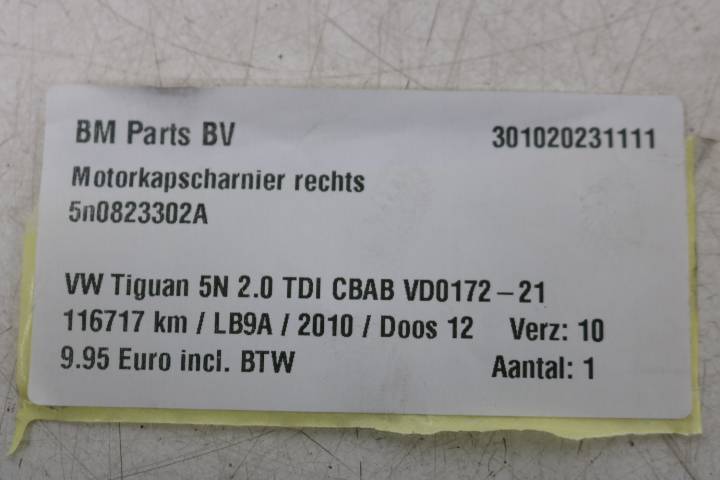 BM Parts BV 301020231111
Motorkapscharnier rechts
5n0823302A
VW Tiguan 5N 2.0 TDI CBAB VD0172-21
116717 km / LB9A / 2010 / Doos 12 Verz: 10
9.95 Euro incl. BTW Aantal: 1